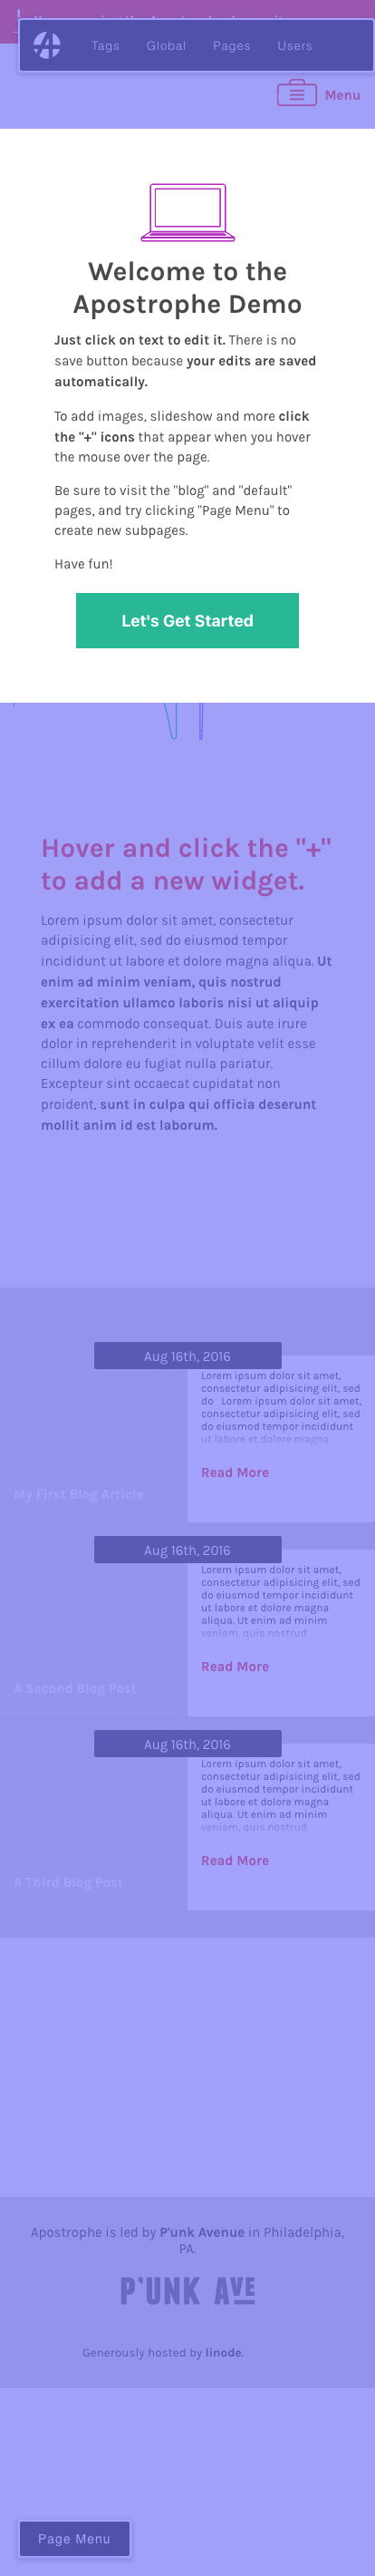 Tags Global Pages Users
Menu
Welcome to the
Apostrophe Demo
Just click on text to edit it. There is no
save button because your edits are saved
automatically.
To add images, slideshow and more click
the "+" icons that appear when you hover
the mouse over the page.
Be sure to visit the "blog" and "default"
pages, and try clicking "Page Menu" to
create new subpages.
Have fun!
Let's Get Started
Hover and click the "+"
to add a new widget.
Lorem ipsum dolor sit amet, consectetur
adipisicing elit, sed do eiusmod tempor
incididunt ut labore et dolore magna aliqua. Ut
enim ad minim veniam, quis nostrud
exercitation ullamco laboris nisi ut aliquip
ex ea commodo consequat. Duis aute irure
dolor in reprehenderit in voluptate velit esse
cillum dolore eu fugiat nulla pariatur.
Excepteur sint occaecat cupidatat non
proident, sunt in culpa qui officia deserunt
mollit anim id est laborum.
Aug 16th, 2016
Lorem ipsum dolor sit amet,
consectetur adipisicing elit, sed
do Lorem ipsum dolor sit amet,
consectetur adipisicing elit, sed
do eiusmod tempor incididunt
ut labore et dolore magna
Read More
My First Blog Article
Aug 16th, 2016
Lorem ipsum dolor sit amet,
consectetur adipisicing elit, sed
do eiusmod tempor incididunt
ut labore et dolore magna
aliqua. Ut enim ad minim
veniam, quis nostrud
Read More
A Second Blog Post
Aug 16th, 2016
Lorem ipsum dolor sit amet,
consectetur adipisicing elit, sed
do eiusmod tempor incididunt
ut labore et dolore magna
aliqua. Ut enim ad minim
veniam, quis nostrud
Read More
A Third Blog Post
Apostrophe is led by P'unk Avenue in Philadelphia,
PA.
P'UNK AVE
Generously hosted by linode.
Page Menu